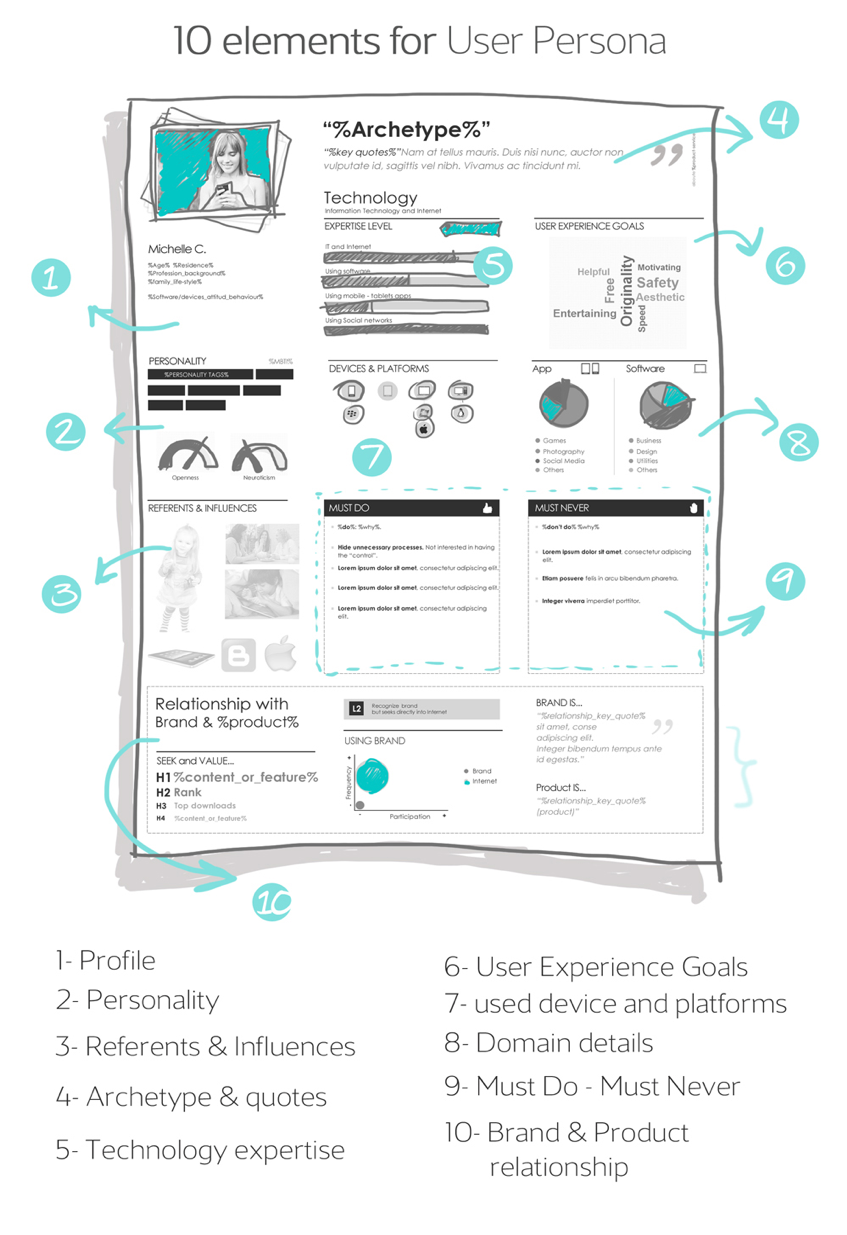 10 elements for User Persona
"%Archetype%"
"%key quotes%"Nam at tellus mauris. Duis nisi nunc, auctor non
vulputate id, sagittis vel nibh. Vivamus ac tincidunt mi.
4
Technology
Information Technology and Internet
EXPERTISE LEVEL
IT and Internet
Using software
Using mobile - tablets apps
Using Social networks
5
USER EXPERIENCE GOALS
Helpful
Free
Originality
Motivating
Safety
Aesthetic
Entertaining
Speed
6
Michelle C.
%Age% %Residence%
%Profession_background%
%family_life-style%
%Software/devices_attitud_behaviour%
1
PERSONALITY
%MBTI%
%PERSONALITY TAGS%
2
Openness
Neuroticism
DEVICES & PLATFORMS
7
App
Games
Photography
Social Media
Others
Software
Business
Design
Utilities
Others
8
REFERENTS & INFLUENCES
3
MUST DO
%do%: %why%.
Hide unnecessary processes. Not interested in having
the "control".
Lorem ipsum dolor sit amet, consectetur adipiscing elit.
Lorem ipsum dolor sit amet, consectetur adipiscing elit.
Lorem ipsum dolor sit amet, consectetur adipiscing
elit.
MUST NEVER
%don't do% %why%
Lorem ipsum dolor sit amet, consectetur adipiscing
elit.
Etiam posuere felis in arcu bibendum pharetra.
Integer viverra imperdiet porttitor.
9
Relationship with
Brand & %product%
SEEK and VALUE...
H1 %content_or_feature%
H2 Rank
H3 Top downloads
H4 %content_or_feature%
10
L2
Recognize brand
but seeks directly into internet
USING BRAND
Frequency
- +
Participation
- +
Brand
Internet
BRAND IS...
"%relationship_key_quote%
sit amet, conse
adipiscing elit.
Integer bibendum tempus ante
id egestas."
Product IS...
"%relationship_key_quote%
(product)"
1- Profile
2- Personality
3- Referents & Influences
4- Archetype & quotes
5- Technology expertise
6- User Experience Goals
7- used device and platforms
8- Domain details
9- Must Do - Must Never
10- Brand & Product
relationship